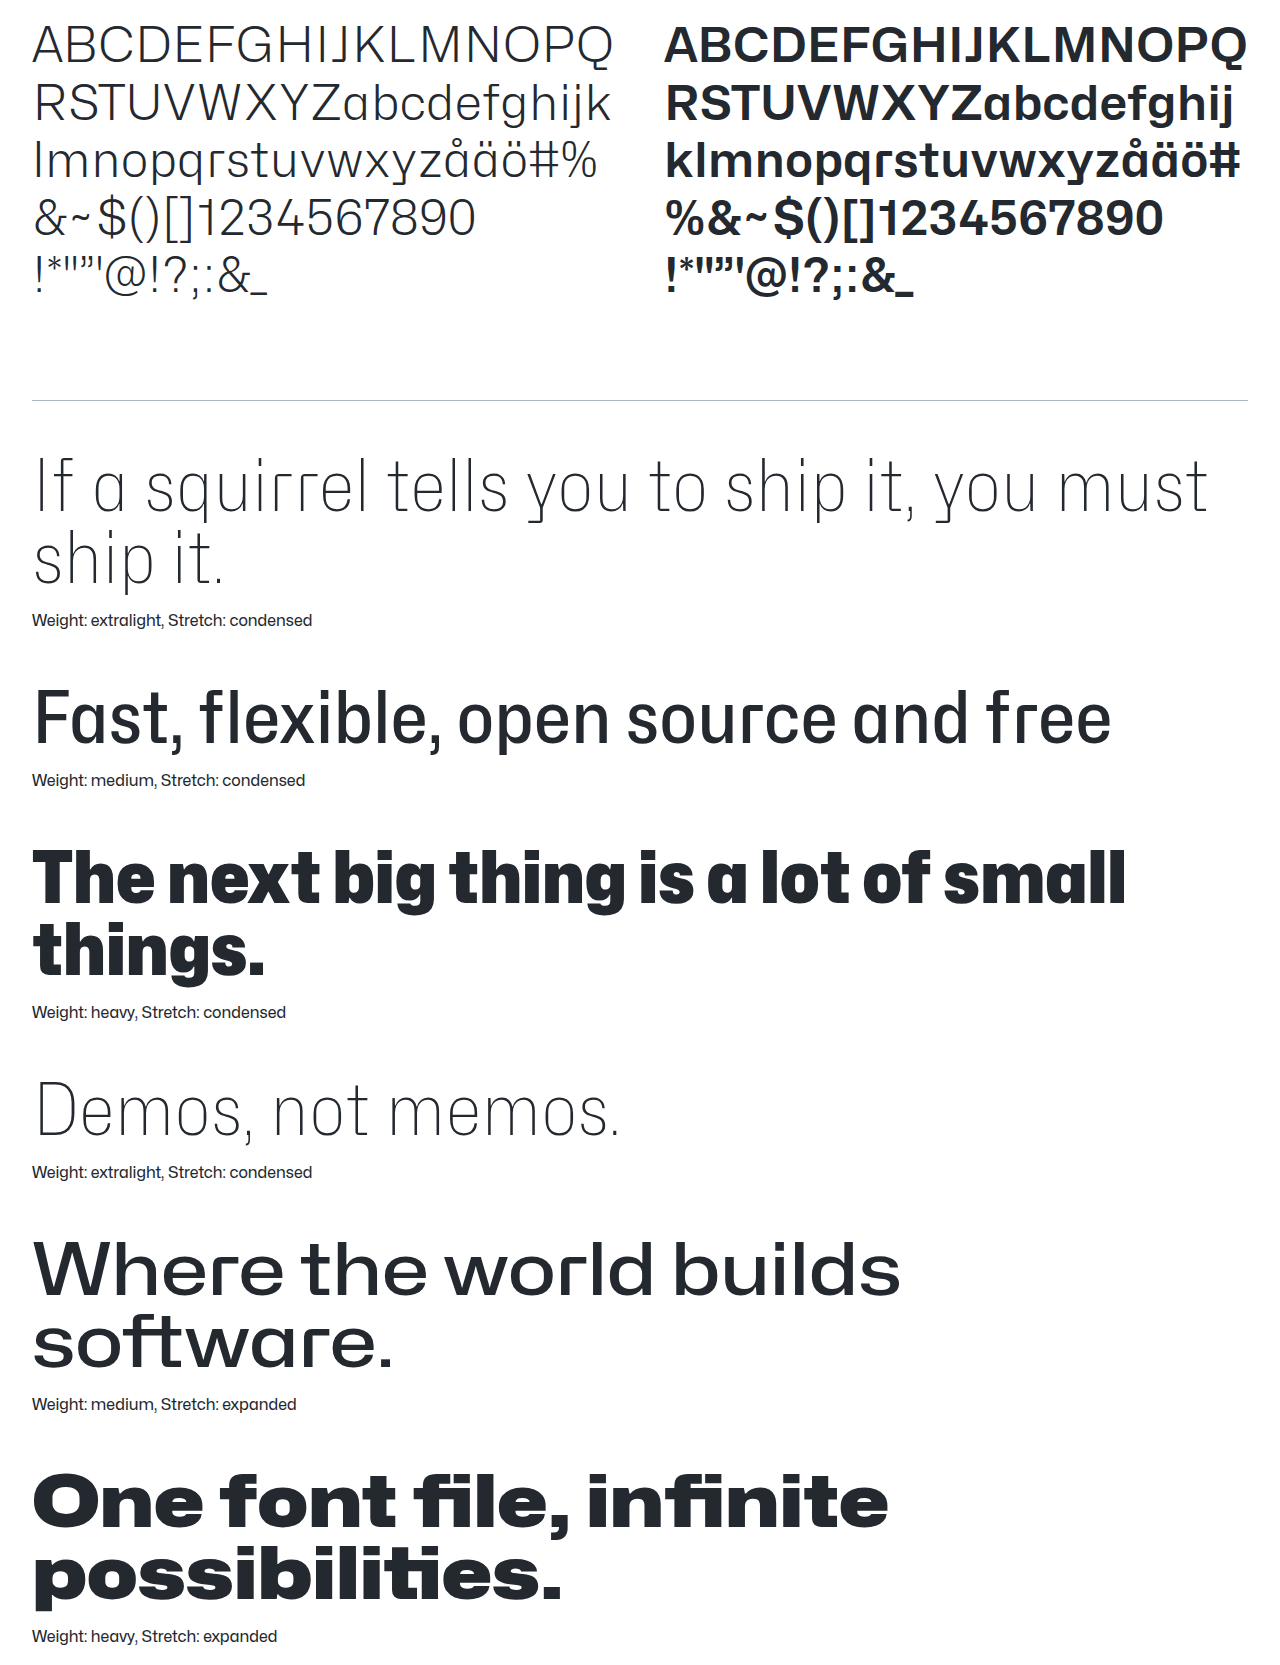 ABCDEFGHIJKLMNOPQ
RSTUVWXYZabcdefghijk
lmnopqrstuvwxyzåäö#%
&~$()[]1234567890
!*"”'@!?;:&_
ABCDEFGHIJKLMNOPQ
RSTUVWXYZabcdefghij
klmnopqrstuvwxyzåäö#
%&~$()[]1234567890
!*"”'@!?;:&_
If a squirrel tells you to ship it, you must
ship it.
Weight: extralight, Stretch: condensed
Fast, flexible, open source and free
Weight: medium, Stretch: condensed
The next big thing is a lot of small
things.
Weight: heavy, Stretch: condensed
Demos, not memos.
Weight: extralight, Stretch: condensed
Where the world builds
software.
Weight: medium, Stretch: expanded
One font file, infinite
possibilities.
Weight: heavy, Stretch: expanded